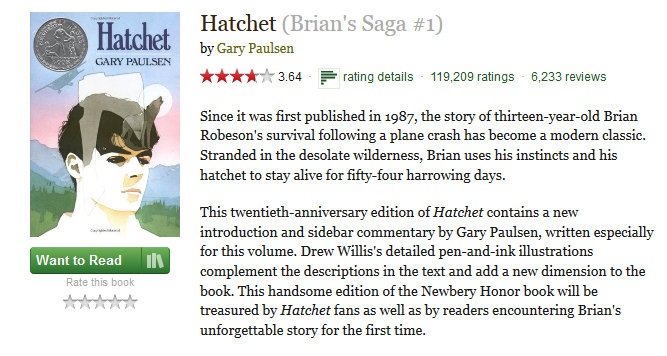 Hatchet (Brian's Saga #1)
by Gary Paulsen
3.64 · rating details · 119,209 ratings · 6,233 reviews
Since it was first published in 1987, the story of thirteen-year-old Brian
Robeson's survival following a plane crash has become a modern classic.
Stranded in the desolate wilderness, Brian uses his instincts and his
hatchet to stay alive for fifty-four harrowing days.
This twentieth-anniversary edition of Hatchet contains a new
introduction and sidebar commentary by Gary Paulsen, written especially
for this volume. Drew Willis's detailed pen-and-ink illustrations
complement the descriptions in the text and add a new dimension to the
book. This handsome edition of the Newbery Honor book will be
treasured by Hatchet fans as well as by readers encountering Brian's
unforgettable story for the first time.
Hatchet
GARY PAULSEN
Want to Read
Rate this book